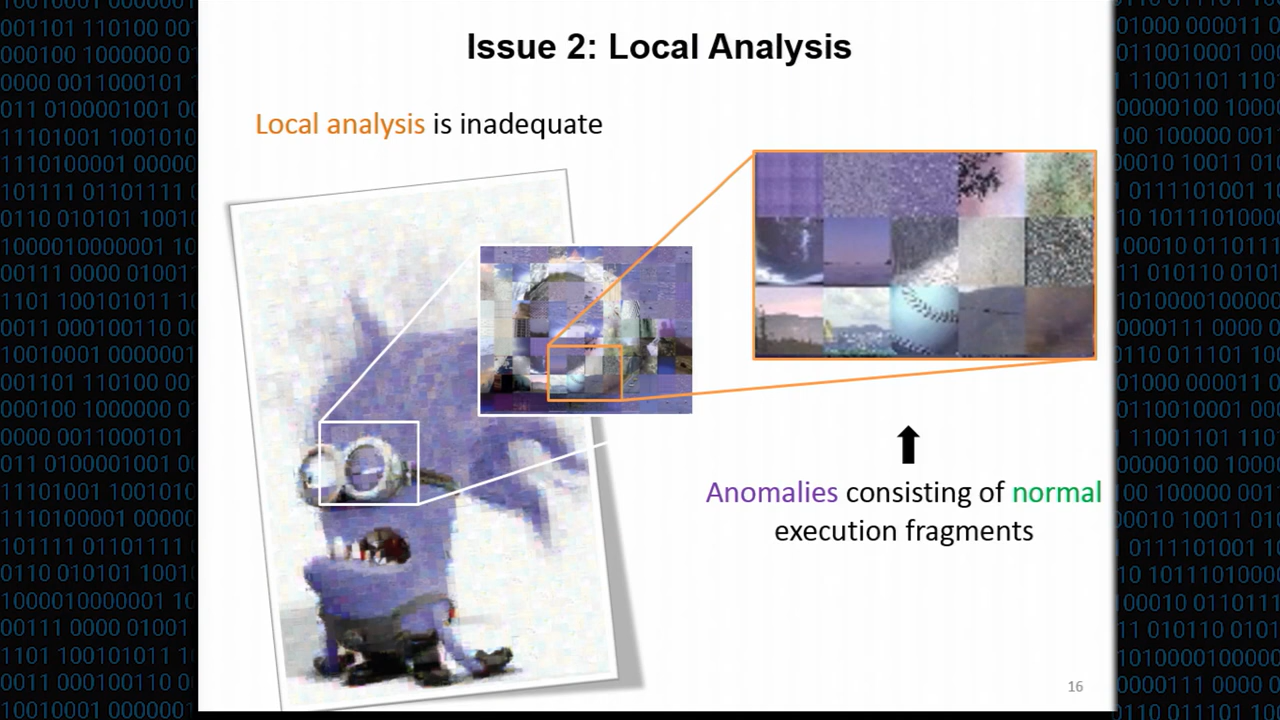 Issue 2: Local Analysis
Local analysis is inadequate
Anomalies consisting of normal
execution fragments
16